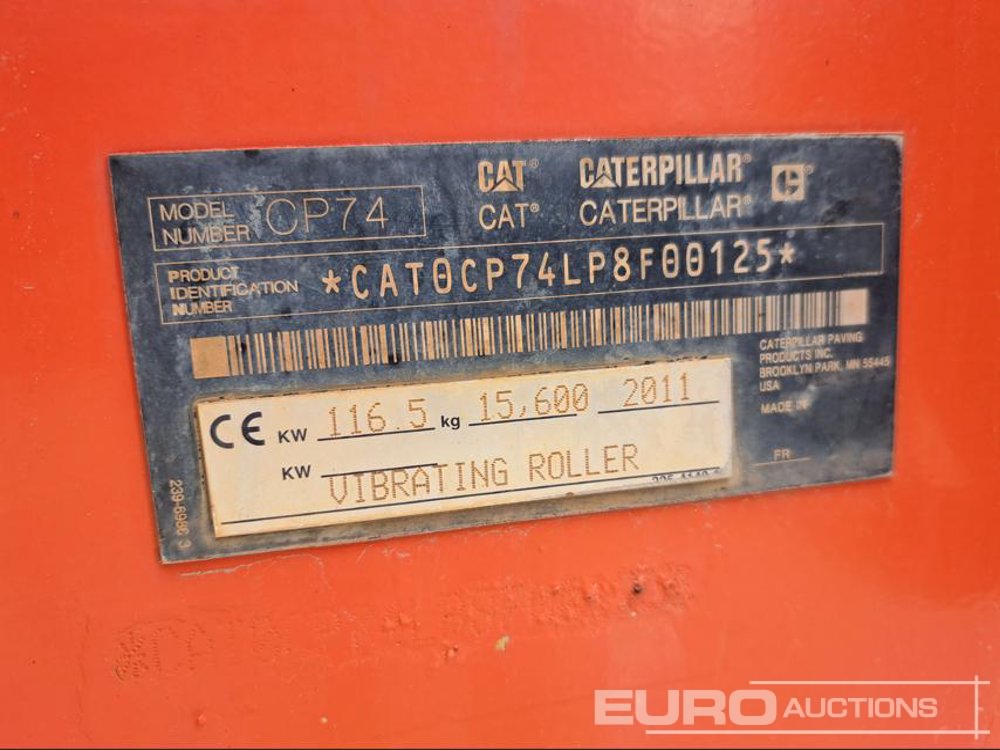 CAT® CATERPILLAR®
CAT® CATERPILLAR®
MODEL NUMBER CP74
PRODUCT IDENTIFICATION NUMBER *CAT0CP74LP8F00125*
CATERPILLAR PAVING
PRODUCTS INC.
BROOKLYN PARK, MN 55445
USA
MADE IN
FR
CE KW 116.5 kg 15,600 2011
KW
VIBRATING ROLLER
EURO AUCTIONS